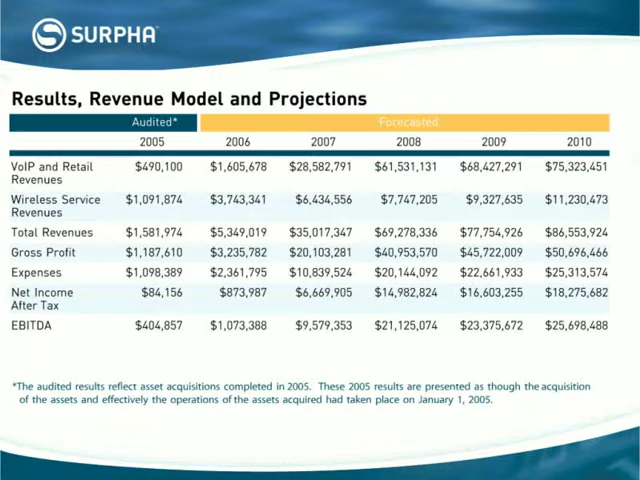 SURPHA
Results, Revenue Model and Projections
Audited* Forecasted
2005 2006 2007 2008 2009 2010
VoIP and Retail $490,100 $1,605,678 $28,582,791 $61,531,131 $68,427,291 $75,323,451
Revenues
Wireless Service $1,091,874 $3,743,341 $6,434,556 $7,747,205 $9,327,635 $11,230,473
Revenues
Total Revenues $1,581,974 $5,349,019 $35,017,347 $69,278,336 $77,754,926 $86,553,924
Gross Profit $1,187,610 $3,235,782 $20,103,281 $40,953,570 $45,722,009 $50,696,466
Expenses $1,098,389 $2,361,795 $10,839,524 $20,144,092 $22,661,933 $25,313,574
Net Income $84,156 $873,987 $6,669,905 $14,982,824 $16,603,255 $18,275,682
After Tax
EBITDA $404,857 $1,073,388 $9,579,353 $21,125,074 $23,375,672 $25,698,488
*The audited results reflect asset acquisitions completed in 2005. These 2005 results are presented as though the acquisition
of the assets and effectively the operations of the assets acquired had taken place on January 1, 2005.